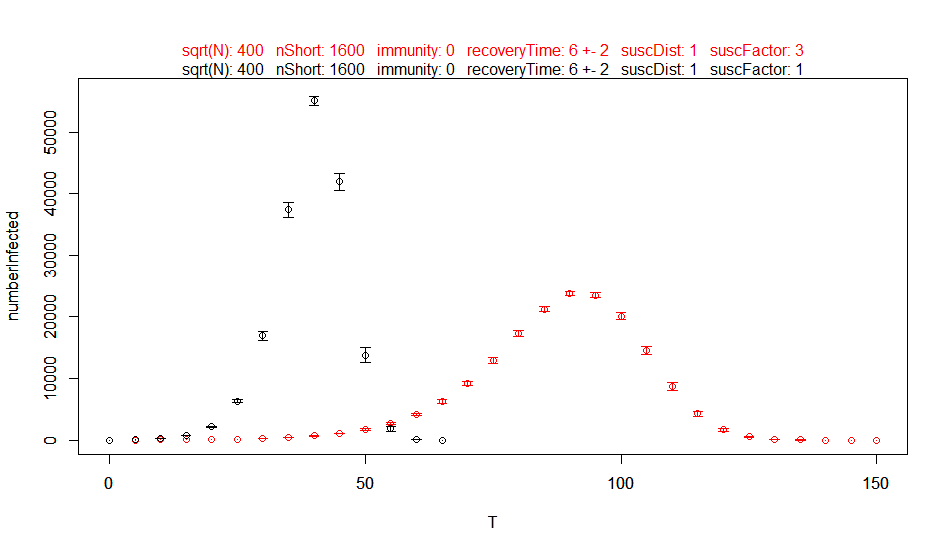 sqrt(N): 400 nShort: 1600 immunity: 0 recoveryTime: 6 +- 2 suscDist: 1 suscFactor: 3
sqrt(N): 400 nShort: 1600 immunity: 0 recoveryTime: 6 +- 2 suscDist: 1 suscFactor: 1
numberInfected
50000
40000
30000
20000
10000
0
0 50 100 150
T